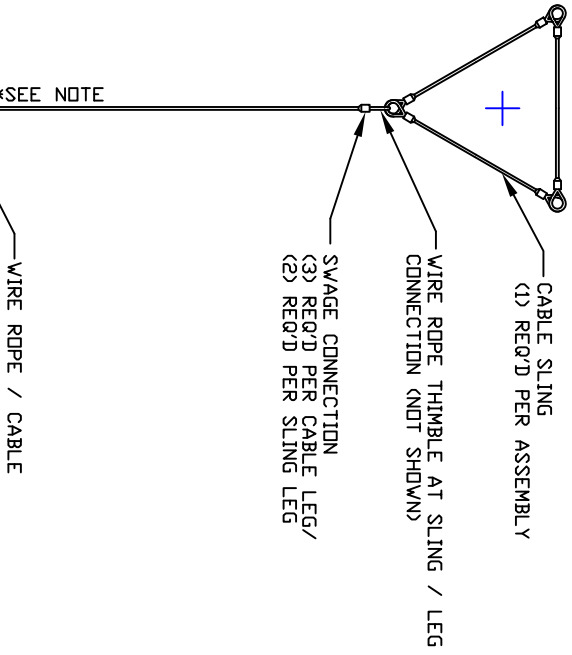 *SEE NOTE
CABLE SLING
(1) REQ'D PER ASSEMBLY
WIRE ROPE THIMBLE AT SLING / LEG
CONNECTION (NOT SHOWN)
SWAGE CONNECTION
(3) REQ'D PER CABLE LEG/
(2) REQ'D PER SLING LEG
WIRE ROPE / CABLE